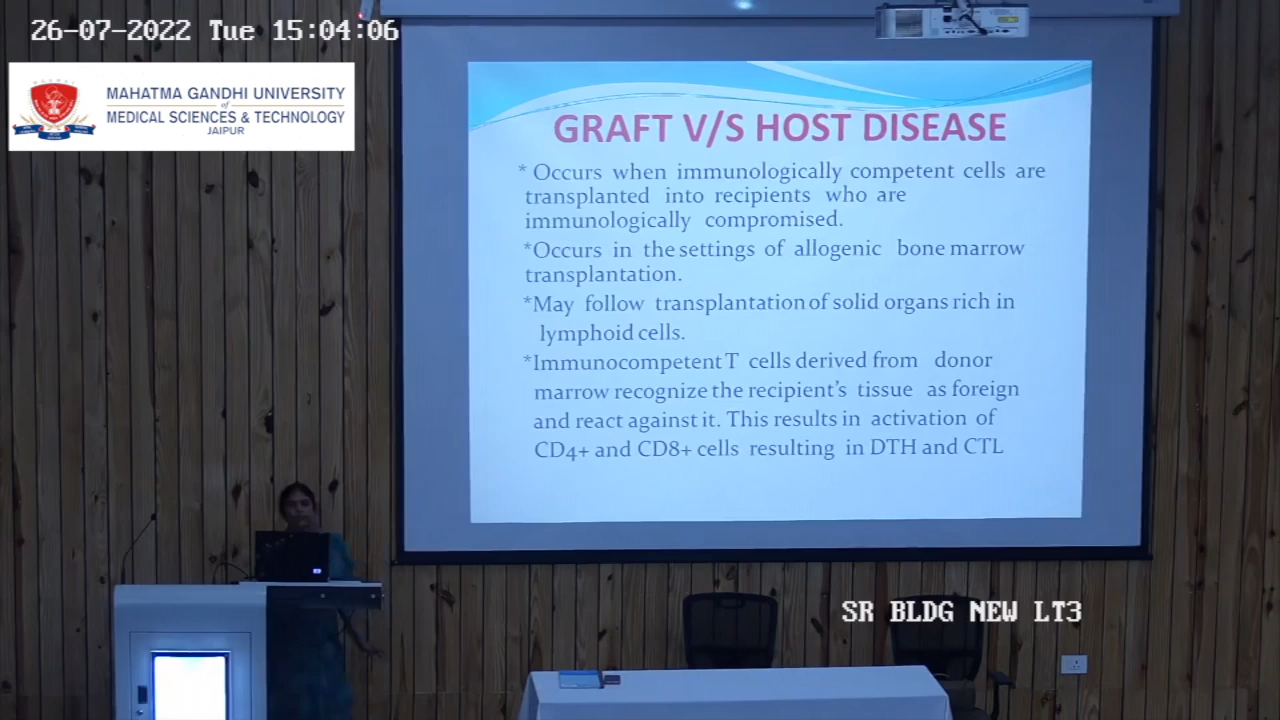 26-07-2022 Tue 15:04:06
MAHATMA GANDHI UNIVERSITY
of
MEDICAL SCIENCES & TECHNOLOGY
JAIPUR
GRAFT V/S HOST DISEASE
* Occurs when immunologically competent cells are
transplanted into recipients who are
immunologically compromised.
*Occurs in the settings of allogenic bone marrow
transplantation.
*May follow transplantation of solid organs rich in
lymphoid cells.
*Immunocompetent T cells derived from donor
marrow recognize the recipient's tissue as foreign
and react against it. This results in activation of
CD4+ and CD8+ cells resulting in DTH and CTL
SR BLDG NEW LT3